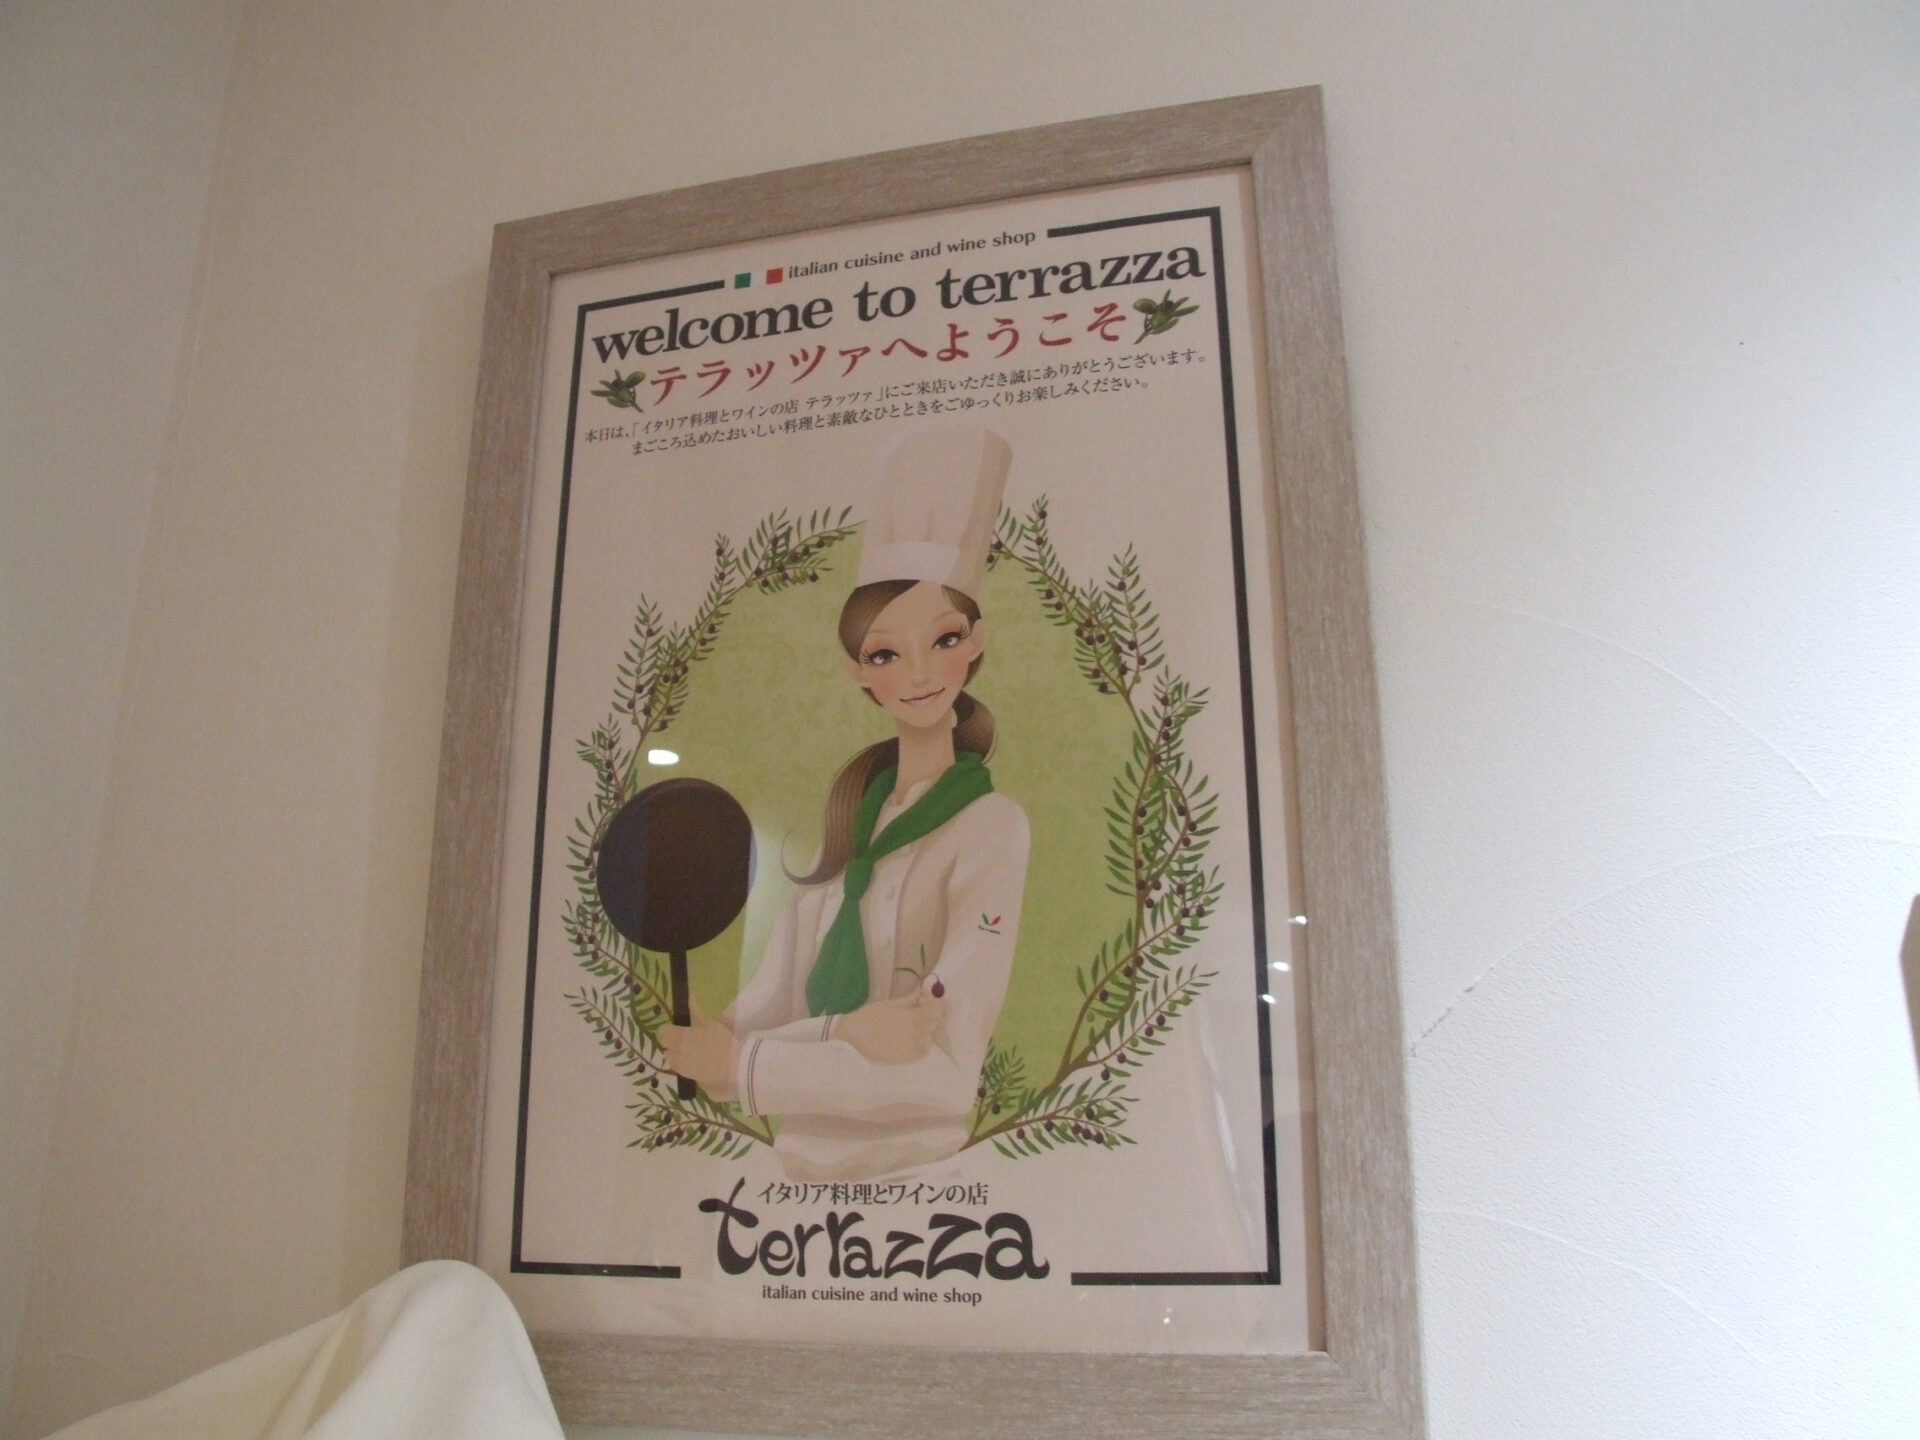 italian cuisine and wine shop
welcome to terrazza
テラッツァへようこそ
本日は、「イタリア料理とワインの店 テラッツァ」にご来店いただき誠にありがとうございます。
まごころ込めたおいしい料理と素敵なひとときをごゆっくりお楽しみください。
イタリア料理とワインの店
terrazza
italian cuisine and wine shop